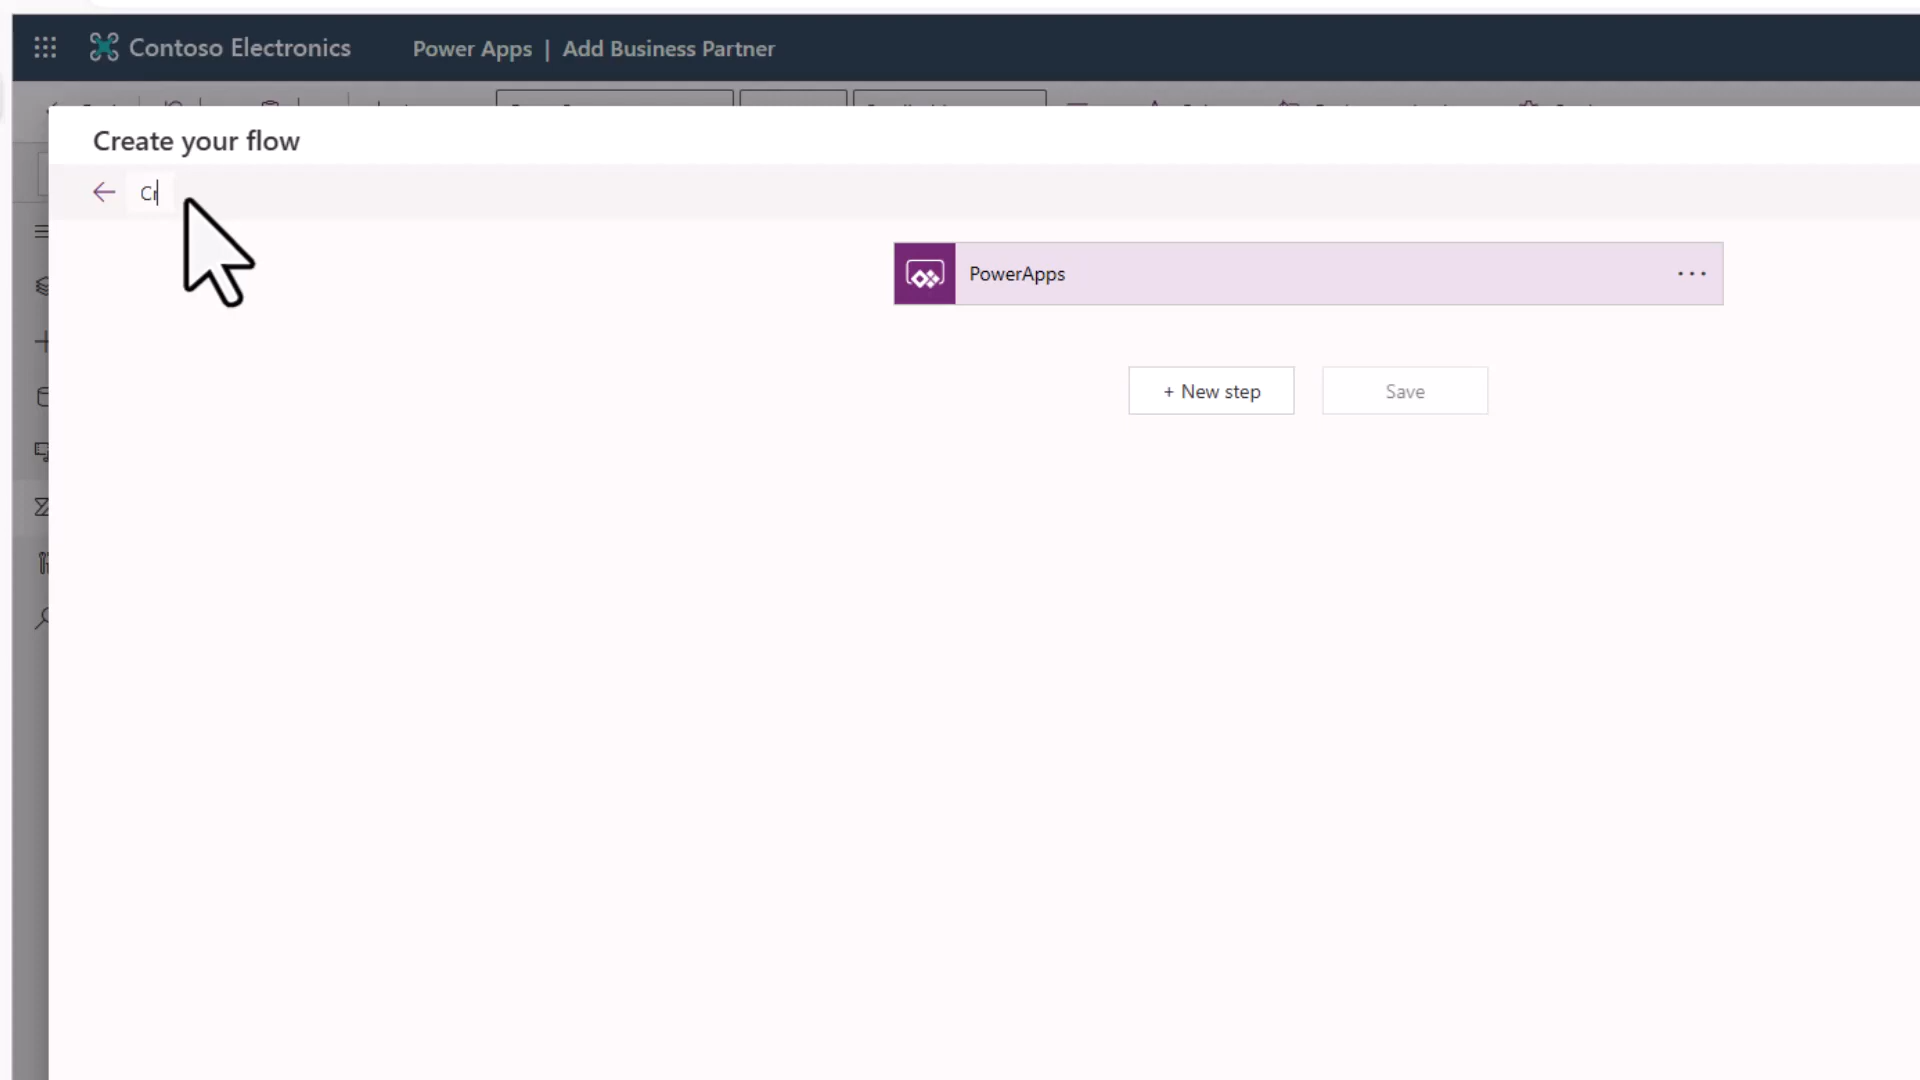 Contoso Electronics
Power Apps | Add Business Partner
Create your flow
Cr
PowerApps
+ New step
Save